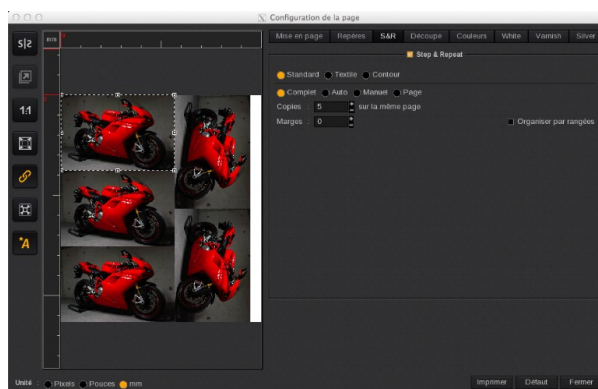 Configuration de la page
Mise en page Repères S&R Découpe Couleurs White Varnish Silver
Step & Repeat
Standard Textile Contour
Complet Auto Manuel Page
Copies : 5 sur la même page
Marges : 0 Organiser par rangées
mm
1:1
*A
Unité : Pixels Pouces mm
Imprimer Défaut Fermer